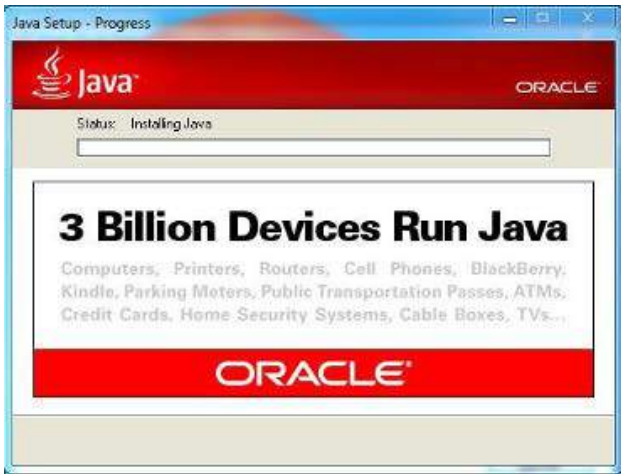 Java Setup - Progress
Java™
ORACLE
Status: Installing Java
3 Billion Devices Run Java
Computers, Printers, Routers, Cell Phones, BlackBerry,
Kindle, Parking Meters, Public Transportation Passes, ATMs,
Credit Cards, Home Security Systems, Cable Boxes, TVs...
ORACLE®